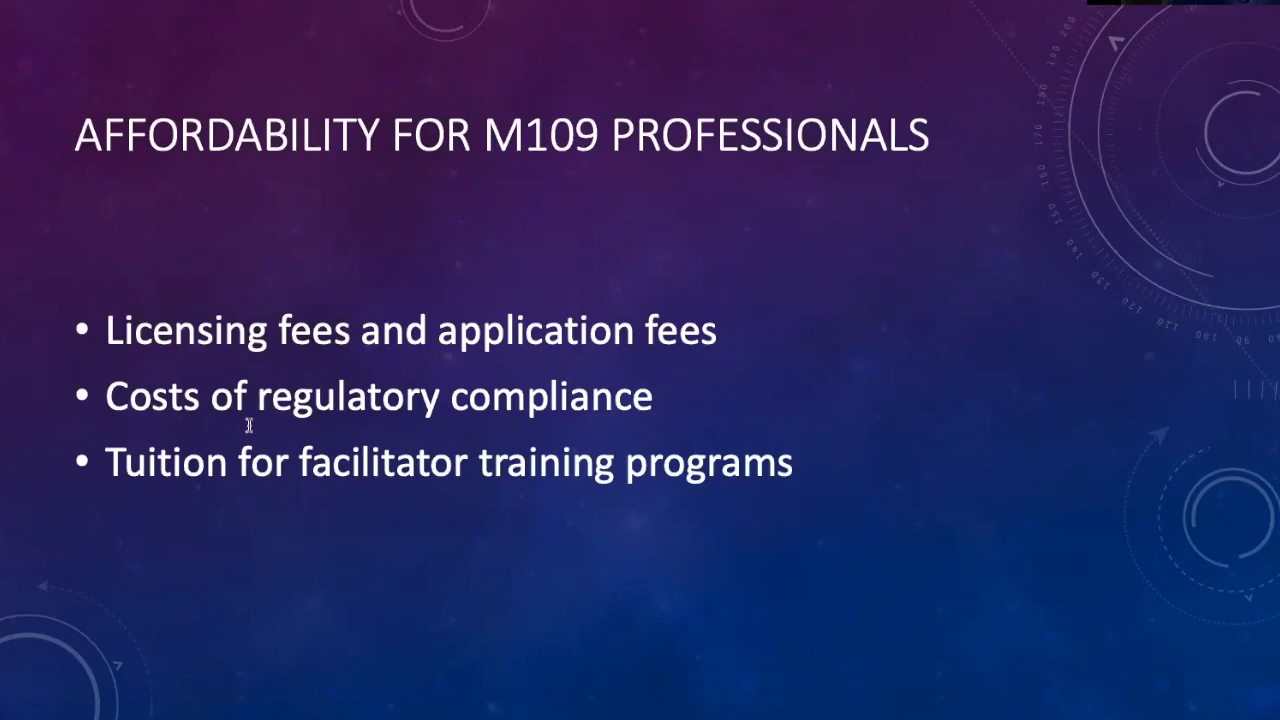 AFFORDABILITY FOR M109 PROFESSIONALS
• Licensing fees and application fees
• Costs of regulatory compliance
• Tuition for facilitator training programs